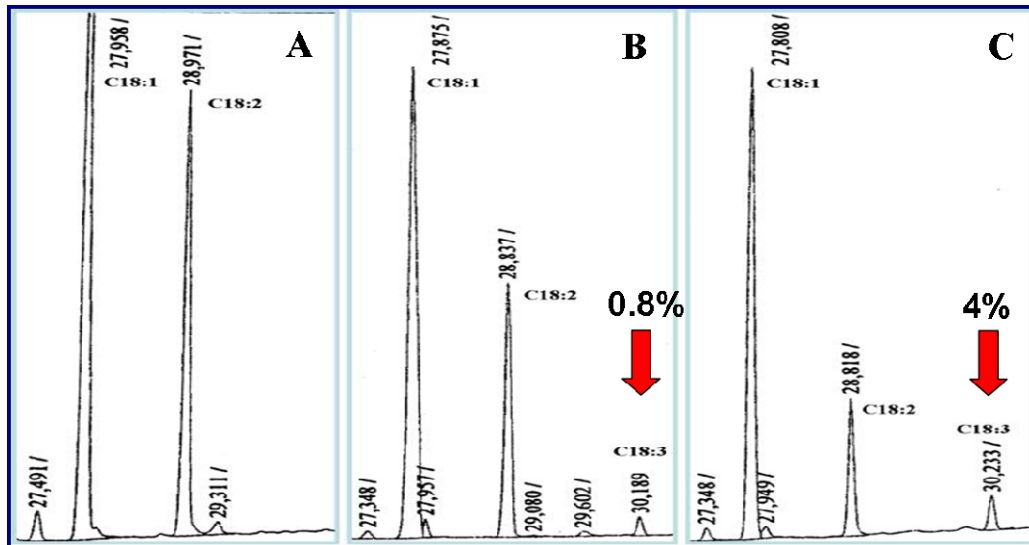 A
27,491 /
27,958 /
C18:1
28,971 /
C18:2
29,311 /
B
27,348 /
27,875 /
C18:1
27,957 /
28,837 /
C18:2
29,080 /
29,602 /
0.8%
C18:3
30,189
C
27,348 /
27,808 /
C18:1
27,949 /
28,818 /
C18:2
4%
C18:3
30,233 /